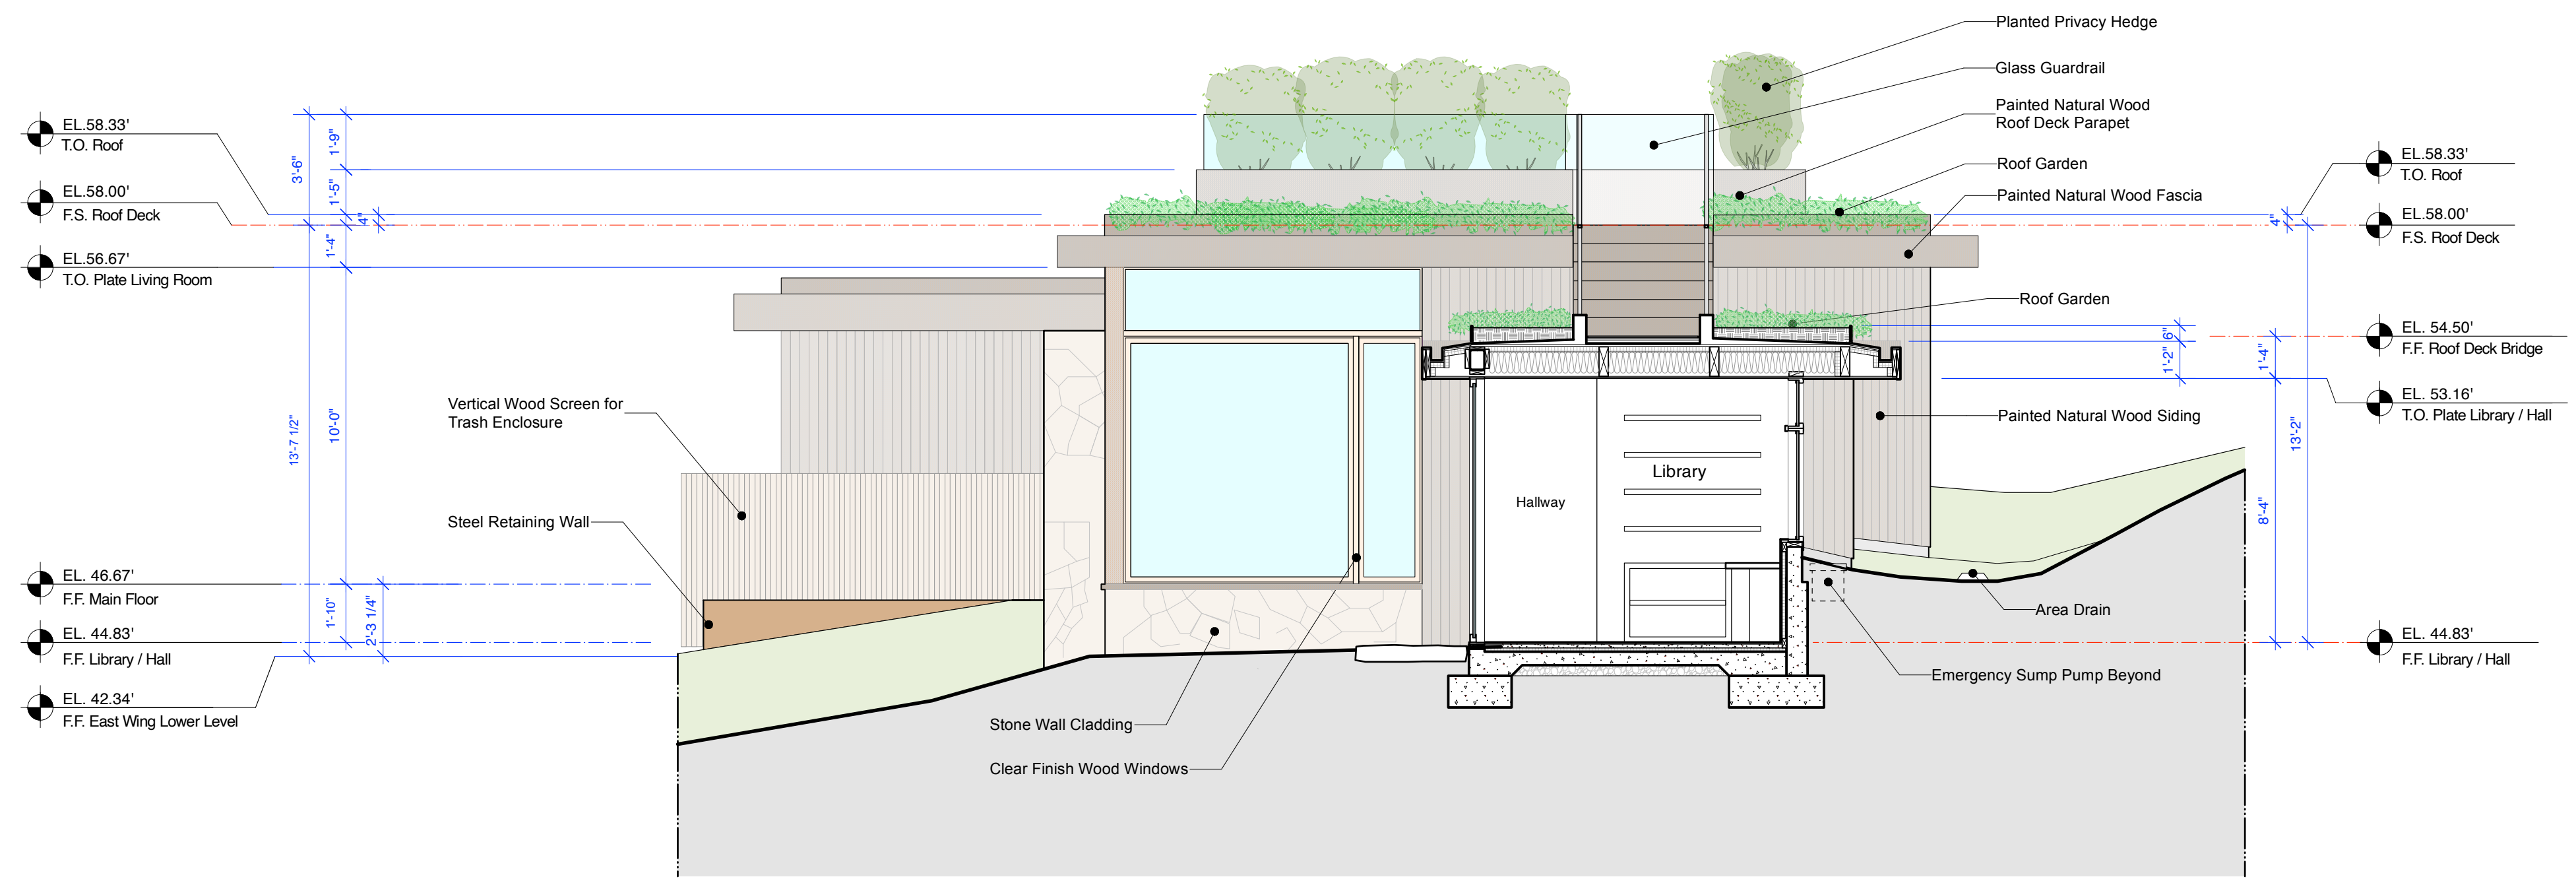 Planted Privacy Hedge
Glass Guardrail
Painted Natural Wood
Roof Deck Parapet
Roof Garden
Painted Natural Wood Fascia
EL.58.33'
T.O. Roof
EL.58.00'
F.S. Roof Deck
EL.56.67'
T.O. Plate Living Room
3'-6"
1'-9"
1'-5"
4"
1'-4"
13'-7 1/2"
10'-0"
1'-10"
2'-3 1/4"
EL.58.33'
T.O. Roof
4"
EL.58.00'
F.S. Roof Deck
Roof Garden
EL. 54.50'
F.F. Roof Deck Bridge
6"
1'-2"
1'-4"
EL. 53.16'
T.O. Plate Library / Hall
13'-2"
8'-4"
Painted Natural Wood Siding
Vertical Wood Screen for
Trash Enclosure
Steel Retaining Wall
Library
Hallway
EL. 46.67'
F.F. Main Floor
EL. 44.83'
F.F. Library / Hall
EL. 42.34'
F.F. East Wing Lower Level
Area Drain
EL. 44.83'
F.F. Library / Hall
Emergency Sump Pump Beyond
Stone Wall Cladding
Clear Finish Wood Windows